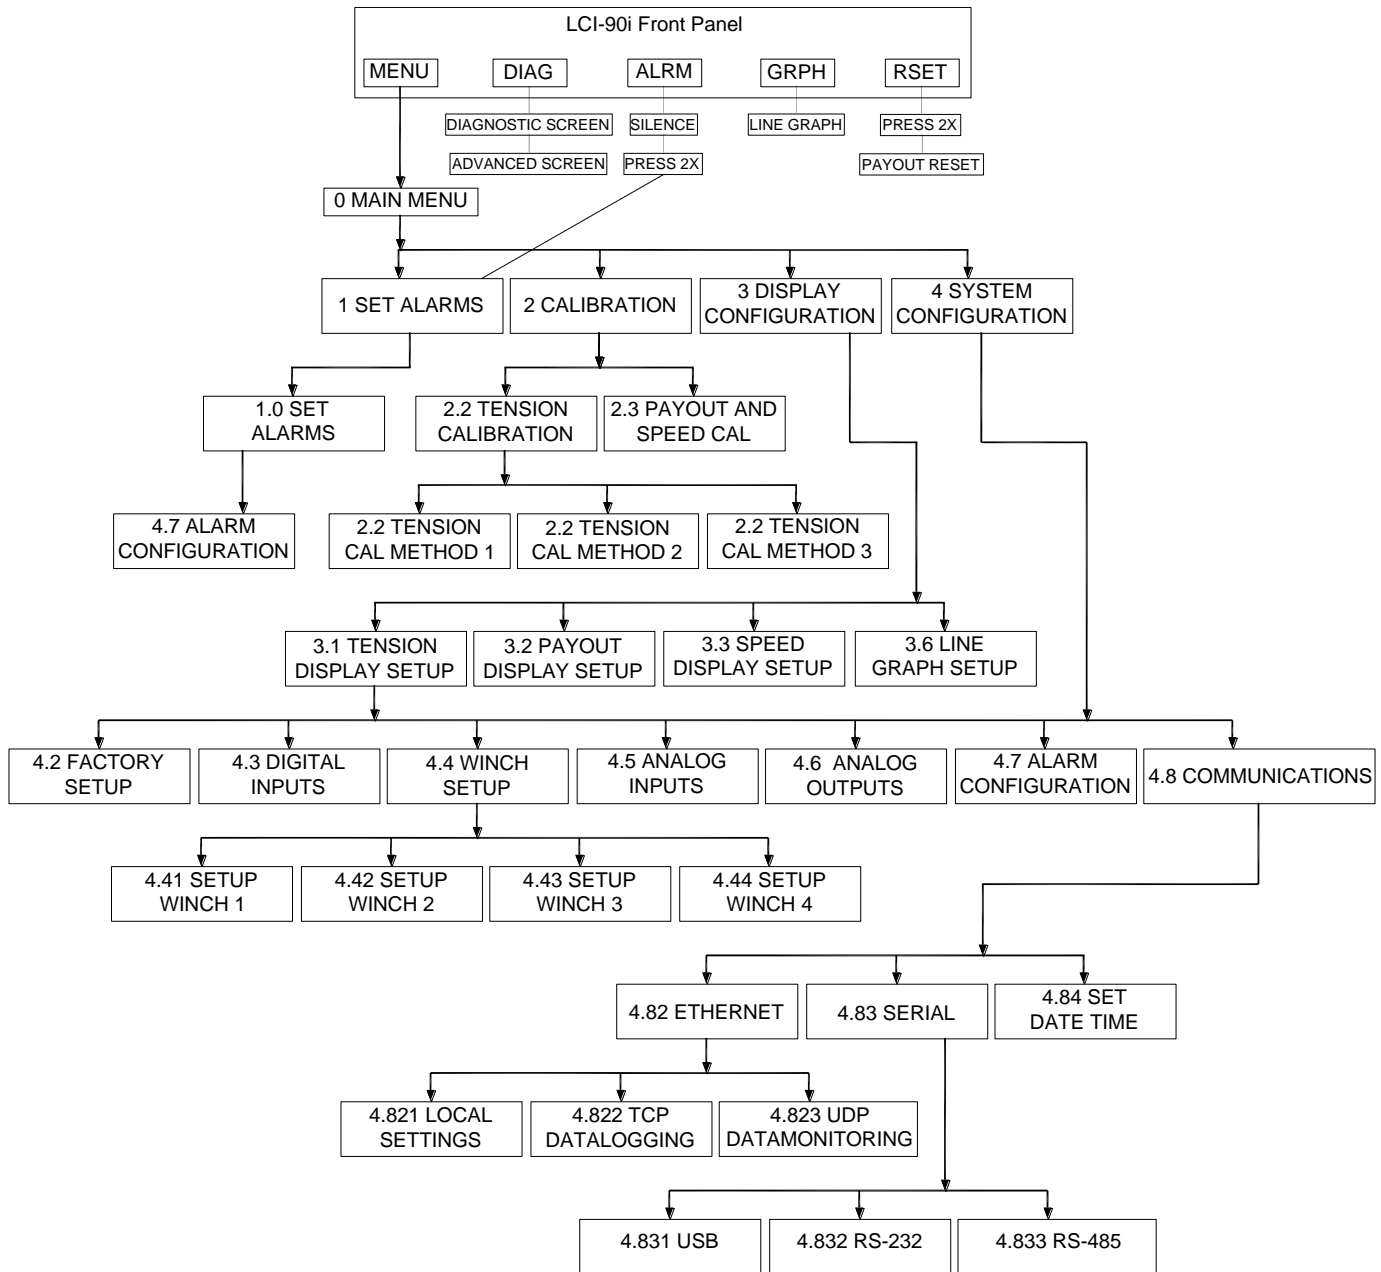 LCI-90i Front Panel
MENU
DIAG
ALRM
GRPH
RSET
DIAGNOSTIC SCREEN
SILENCE
LINE GRAPH
PRESS 2X
ADVANCED SCREEN
PRESS 2X
PAYOUT RESET
0 MAIN MENU
1 SET ALARMS
2 CALIBRATION
3 DISPLAY
CONFIGURATION
4 SYSTEM
CONFIGURATION
1.0 SET
ALARMS
2.2 TENSION
CALIBRATION
2.3 PAYOUT AND
SPEED CAL
4.7 ALARM
CONFIGURATION
2.2 TENSION
CAL METHOD 1
2.2 TENSION
CAL METHOD 2
2.2 TENSION
CAL METHOD 3
3.1 TENSION
DISPLAY SETUP
3.2 PAYOUT
DISPLAY SETUP
3.3 SPEED
DISPLAY SETUP
3.6 LINE
GRAPH SETUP
4.2 FACTORY
SETUP
4.3 DIGITAL
INPUTS
4.4 WINCH
SETUP
4.5 ANALOG
INPUTS
4.6 ANALOG
OUTPUTS
4.7 ALARM
CONFIGURATION
4.8 COMMUNICATIONS
4.41 SETUP
WINCH 1
4.42 SETUP
WINCH 2
4.43 SETUP
WINCH 3
4.44 SETUP
WINCH 4
4.82 ETHERNET
4.83 SERIAL
4.84 SET
DATE TIME
4.821 LOCAL
SETTINGS
4.822 TCP
DATALOGGING
4.823 UDP
DATAMONITORING
4.831 USB
4.832 RS-232
4.833 RS-485